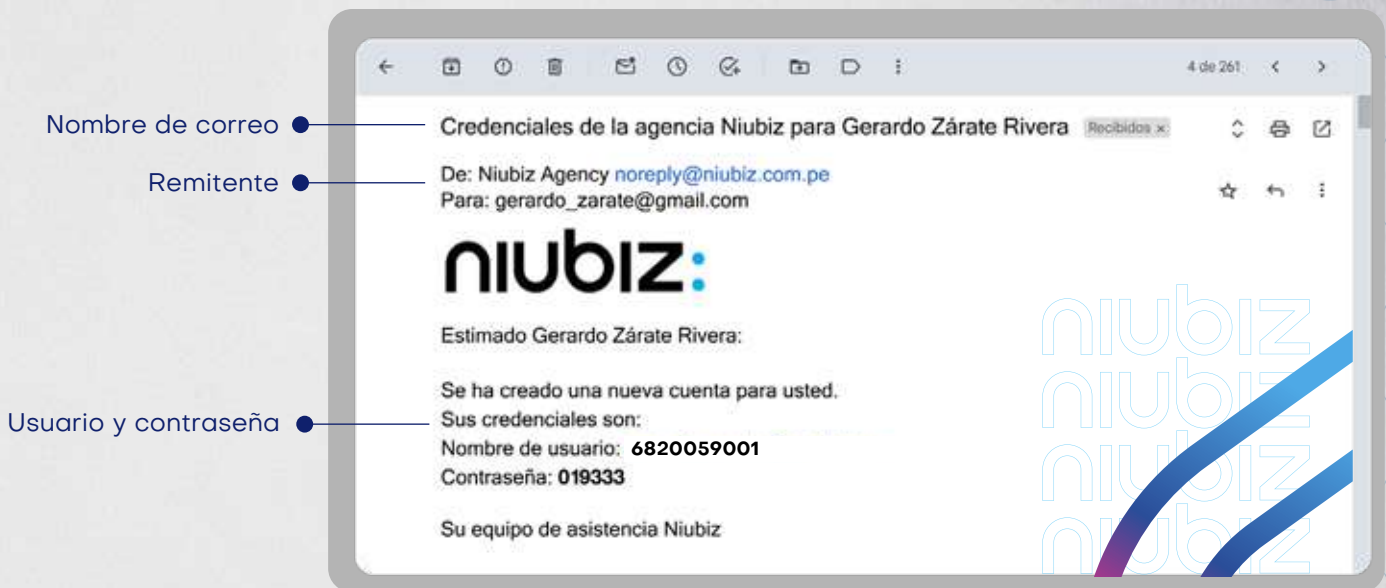 4 de 261
Nombre de correo
Credenciales de la agencia Niubiz para Gerardo Zárate Rivera Recibidos ×
Remitente
De: Niubiz Agency noreply@niubiz.com.pe
Para: gerardo_zarate@gmail.com
niubiz:
Estimado Gerardo Zárate Rivera:
Se ha creado una nueva cuenta para usted.
Usuario y contraseña
Sus credenciales son:
Nombre de usuario: 6820059001
Contraseña: 019333
Su equipo de asistencia Niubiz
niubiz
niubiz
niubiz
niubiz